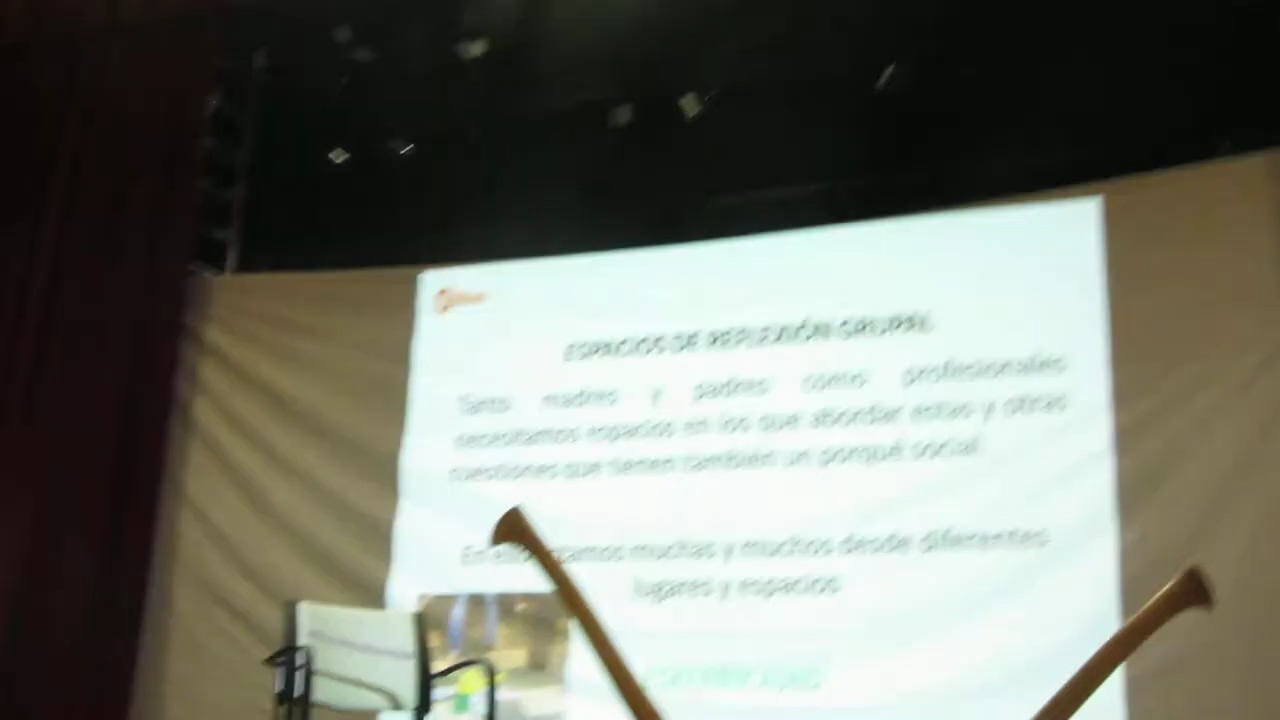 ESPACIOS DE REFLEXIÓN GRUPAL
Tanto madres y padres como profesionales
necesitamos espacios en los que abordar estas y otras
cuestiones que tienen también un porqué social.
En muchas y muchos desde diferentes
lugares y espacios